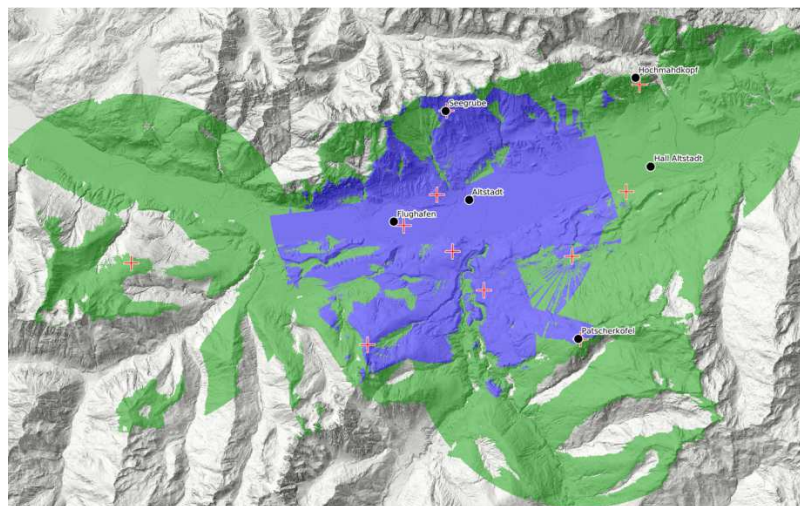 Hochmahdkopf
Seegrube
Hall Altstadt
Altstadt
Flughafen
Patscherkofel